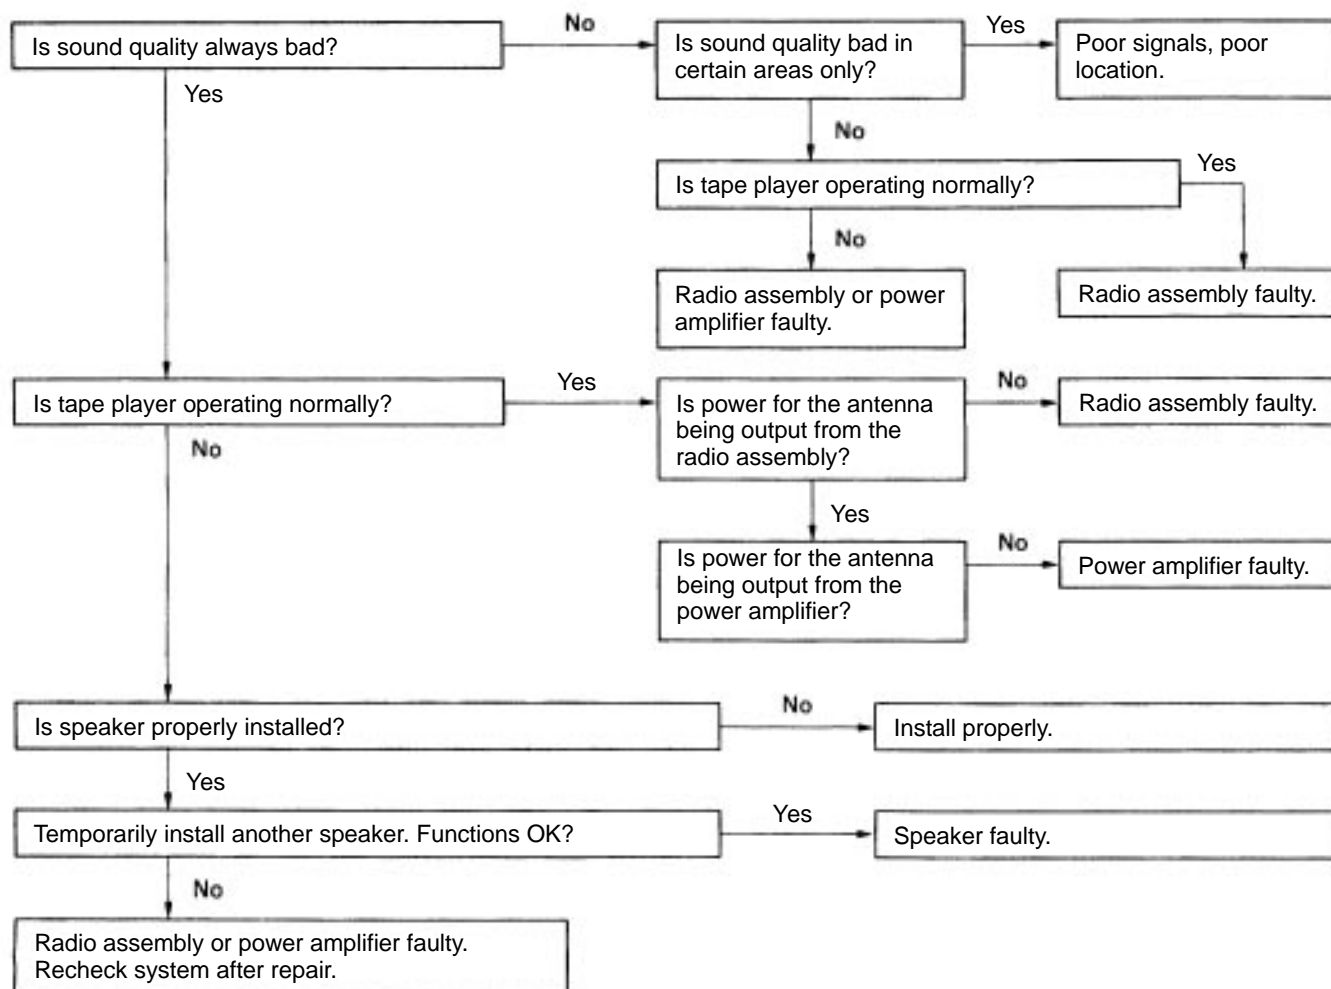 Is sound quality always bad?
No
Is sound quality bad in
certain areas only?
Yes
Poor signals, poor
location.
Yes
No
Is tape player operating normally?
Yes
No
Radio assembly or power
amplifier faulty.
Radio assembly faulty.
Is tape player operating normally?
Yes
Is power for the antenna
being output from the
radio assembly?
No
Radio assembly faulty.
No
Yes
Is power for the antenna
being output from the
power amplifier?
No
Power amplifier faulty.
Is speaker properly installed?
No
Install properly.
Yes
Temporarily install another speaker. Functions OK?
Yes
Speaker faulty.
No
Radio assembly or power amplifier faulty.
Recheck system after repair.